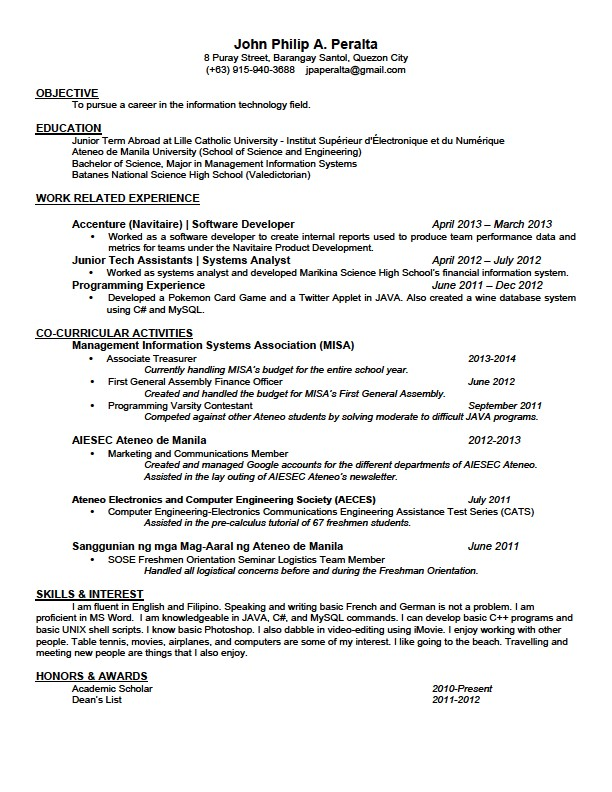 John Philip A. Peralta
8 Puray Street, Barangay Santol, Quezon City
(+63) 915-940-3688 jpaperalta@gmail.com
OBJECTIVE
To pursue a career in the information technology field.
EDUCATION
Junior Term Abroad at Lille Catholic University - Institut Supérieur d'Électronique et du Numérique
Ateneo de Manila University (School of Science and Engineering)
Bachelor of Science, Major in Management Information Systems
Batanes National Science High School (Valedictorian)
WORK RELATED EXPERIENCE
Accenture (Navitaire) | Software Developer April 2013 – March 2013
• Worked as a software developer to create internal reports used to produce team performance data and
metrics for teams under the Navitaire Product Development.
Junior Tech Assistants | Systems Analyst April 2012 – July 2012
• Worked as systems analyst and developed Marikina Science High School's financial information system.
Programming Experience June 2011 – Dec 2012
• Developed a Pokemon Card Game and a Twitter Applet in JAVA. Also created a wine database system
using C# and MySQL.
CO-CURRICULAR ACTIVITIES
Management Information Systems Association (MISA)
• Associate Treasurer 2013-2014
Currently handling MISA's budget for the entire school year.
• First General Assembly Finance Officer June 2012
Created and handled the budget for MISA's First General Assembly.
• Programming Varsity Contestant September 2011
Competed against other Ateneo students by solving moderate to difficult JAVA programs.
AIESEC Ateneo de Manila 2012-2013
• Marketing and Communications Member
Created and managed Google accounts for the different departments of AIESEC Ateneo.
Assisted in the lay outing of AIESEC Ateneo's newsletter.
Ateneo Electronics and Computer Engineering Society (AECES) July 2011
• Computer Engineering-Electronics Communications Engineering Assistance Test Series (CATS)
Assisted in the pre-calculus tutorial of 67 freshmen students.
Sanggunian ng mga Mag-Aaral ng Ateneo de Manila June 2011
• SOSE Freshmen Orientation Seminar Logistics Team Member
Handled all logistical concerns before and during the Freshman Orientation.
SKILLS & INTEREST
I am fluent in English and Filipino. Speaking and writing basic French and German is not a problem. I am
proficient in MS Word. I am knowledgeable in JAVA, C#, and MySQL commands. I can develop basic C++ programs and
basic UNIX shell scripts. I know basic Photoshop. I also dabble in video-editing using iMovie. I enjoy working with other
people. Table tennis, movies, airplanes, and computers are some of my interest. I like going to the beach. Travelling and
meeting new people are things that I also enjoy.
HONORS & AWARDS
Academic Scholar 2010-Present
Dean's List 2011-2012